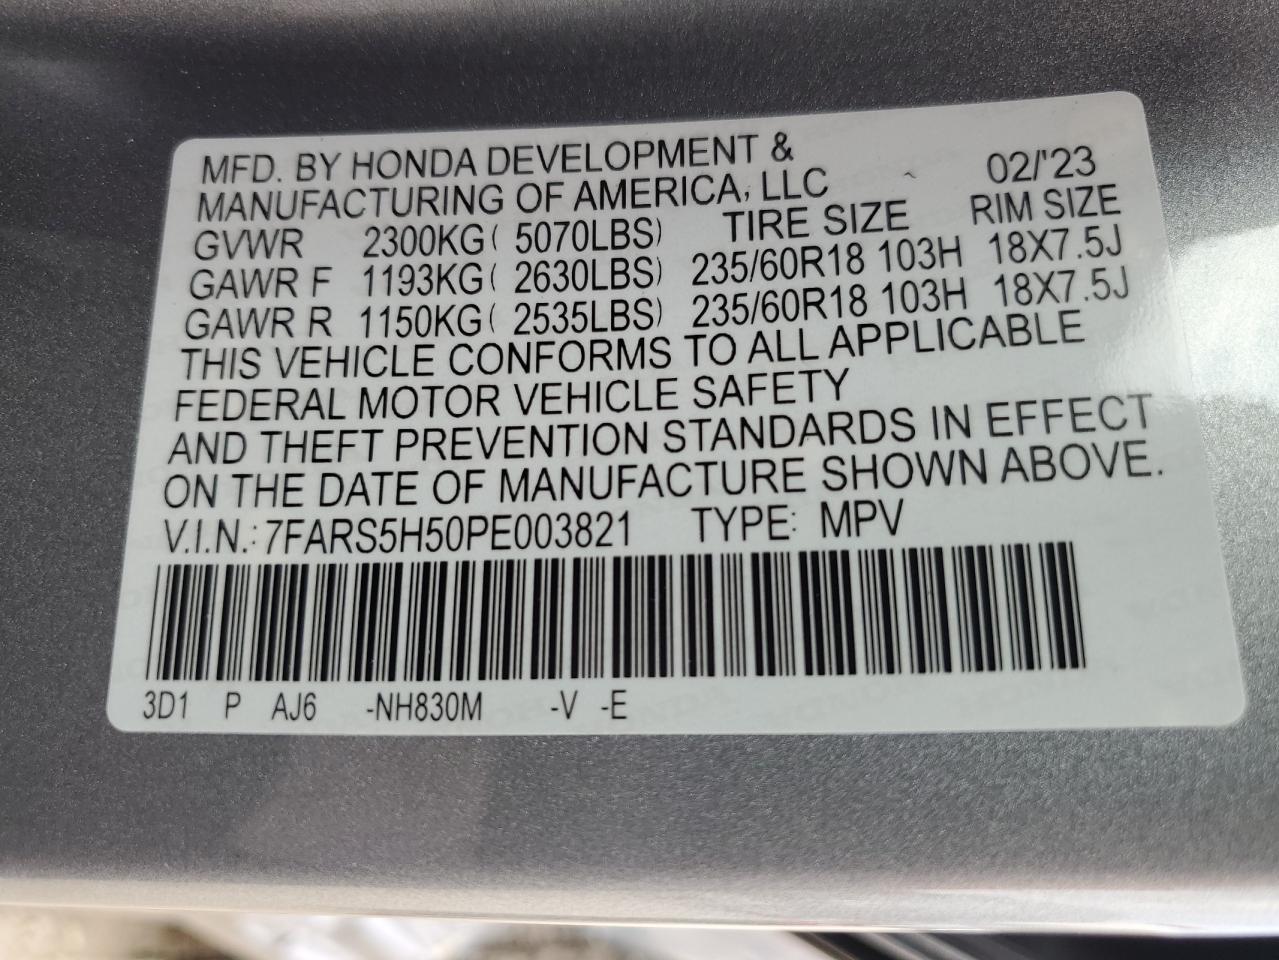 MFD. BY HONDA DEVELOPMENT &
MANUFACTURING OF AMERICA, LLC 02/'23
GVWR 2300KG( 5070LBS) TIRE SIZE RIM SIZE
GAWR F 1193KG( 2630LBS) 235/60R18 103H 18X7.5J
GAWR R 1150KG( 2535LBS) 235/60R18 103H 18X7.5J
THIS VEHICLE CONFORMS TO ALL APPLICABLE
FEDERAL MOTOR VEHICLE SAFETY
AND THEFT PREVENTION STANDARDS IN EFFECT
ON THE DATE OF MANUFACTURE SHOWN ABOVE.
V.I.N.: 7FARS5H50PE003821 TYPE: MPV
3D1 P AJ6 -NH830M -V -E